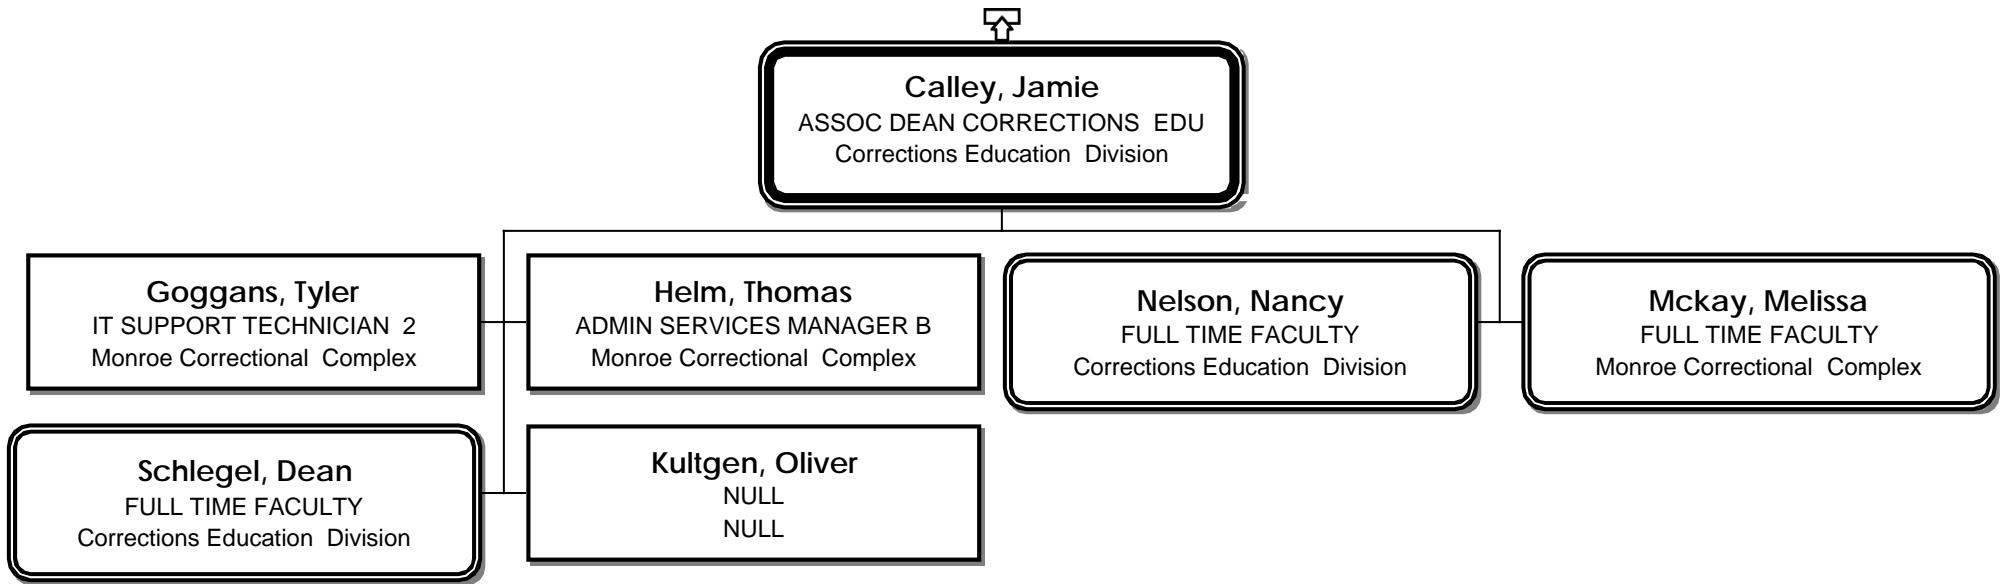 Calley, Jamie
ASSOC DEAN CORRECTIONS EDU
Corrections Education Division
Goggans, Tyler
IT SUPPORT TECHNICIAN 2
Monroe Correctional Complex
Helm, Thomas
ADMIN SERVICES MANAGER B
Monroe Correctional Complex
Nelson, Nancy
FULL TIME FACULTY
Corrections Education Division
Mckay, Melissa
FULL TIME FACULTY
Monroe Correctional Complex
Schlegel, Dean
FULL TIME FACULTY
Corrections Education Division
Kultgen, Oliver
NULL
NULL